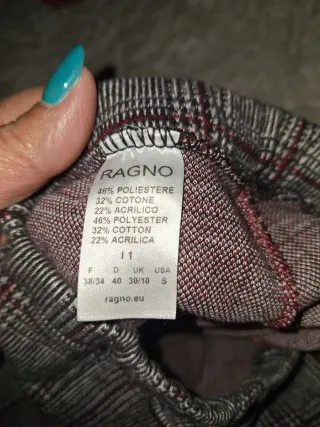 RAGNO
46% POLIESTERE
32% COTONE
22% ACRILICO
46% POLYESTER
32% COTTON
22% ACRILICA
I 1
F D UK USA
38/34 40 30/10 S
ragno.eu